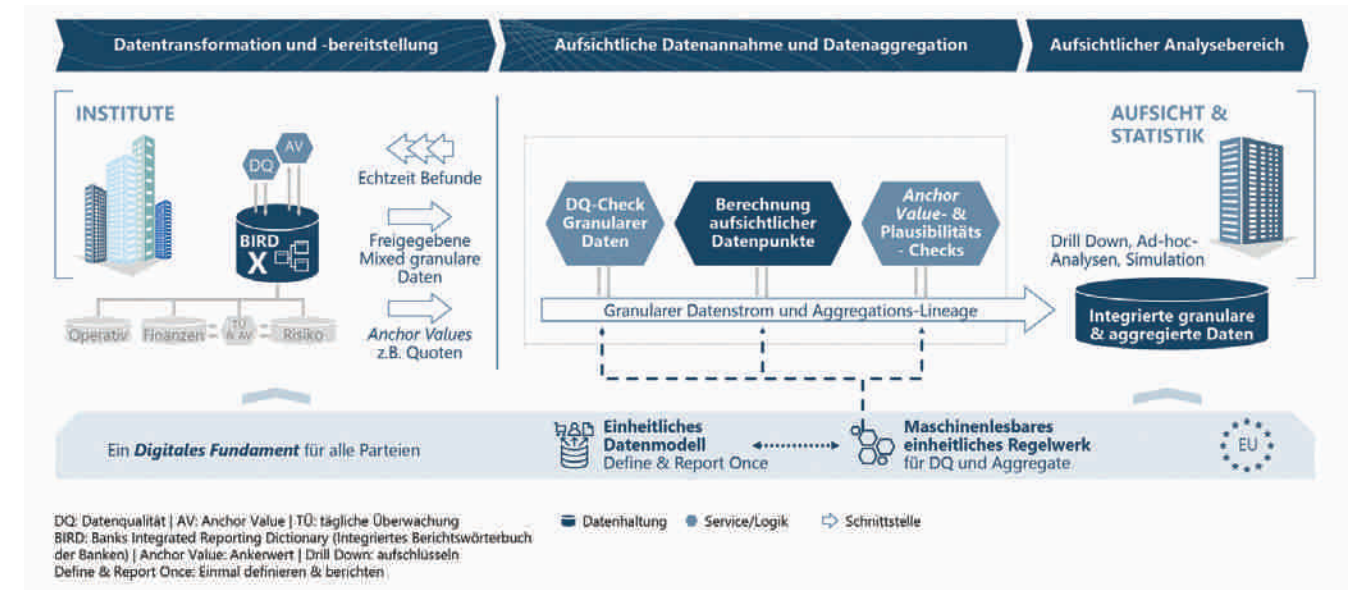 Datentransformation und -bereitstellung
Aufsichtliche Datenannahme und Datenaggregation
Aufsichtlicher Analysebereich
INSTITUTE
DQ
AV
BIRD
X
Operativ
Finanzen
TÜ
& AV
Risiko
Echtzeit Befunde
Freigegebene
Mixed granulare
Daten
Anchor Values
z.B. Quoten
DQ-Check
Granularer
Daten
Berechnung
aufsichtlicher
Datenpunkte
Anchor
Value- &
Plausibilitäts
- Checks
Granularer Datenstrom und Aggregations-Lineage
AUFSICHT &
STATISTIK
Drill Down, Ad-hoc-
Analysen, Simulation
Integrierte granulare
& aggregierte Daten
Ein Digitales Fundament für alle Parteien
Einheitliches
Datenmodell
Define & Report Once
Maschinenlesbares
einheitliches Regelwerk
für DQ und Aggregate
EU
DQ: Datenqualität | AV: Anchor Value | TÜ: tägliche Überwachung
BIRD: Banks Integrated Reporting Dictionary (Integriertes Berichtswörterbuch
der Banken) | Anchor Value: Ankerwert | Drill Down: aufschlüsseln
Define & Report Once: Einmal definieren & berichten
Datenhaltung
Service/Logik
Schnittstelle